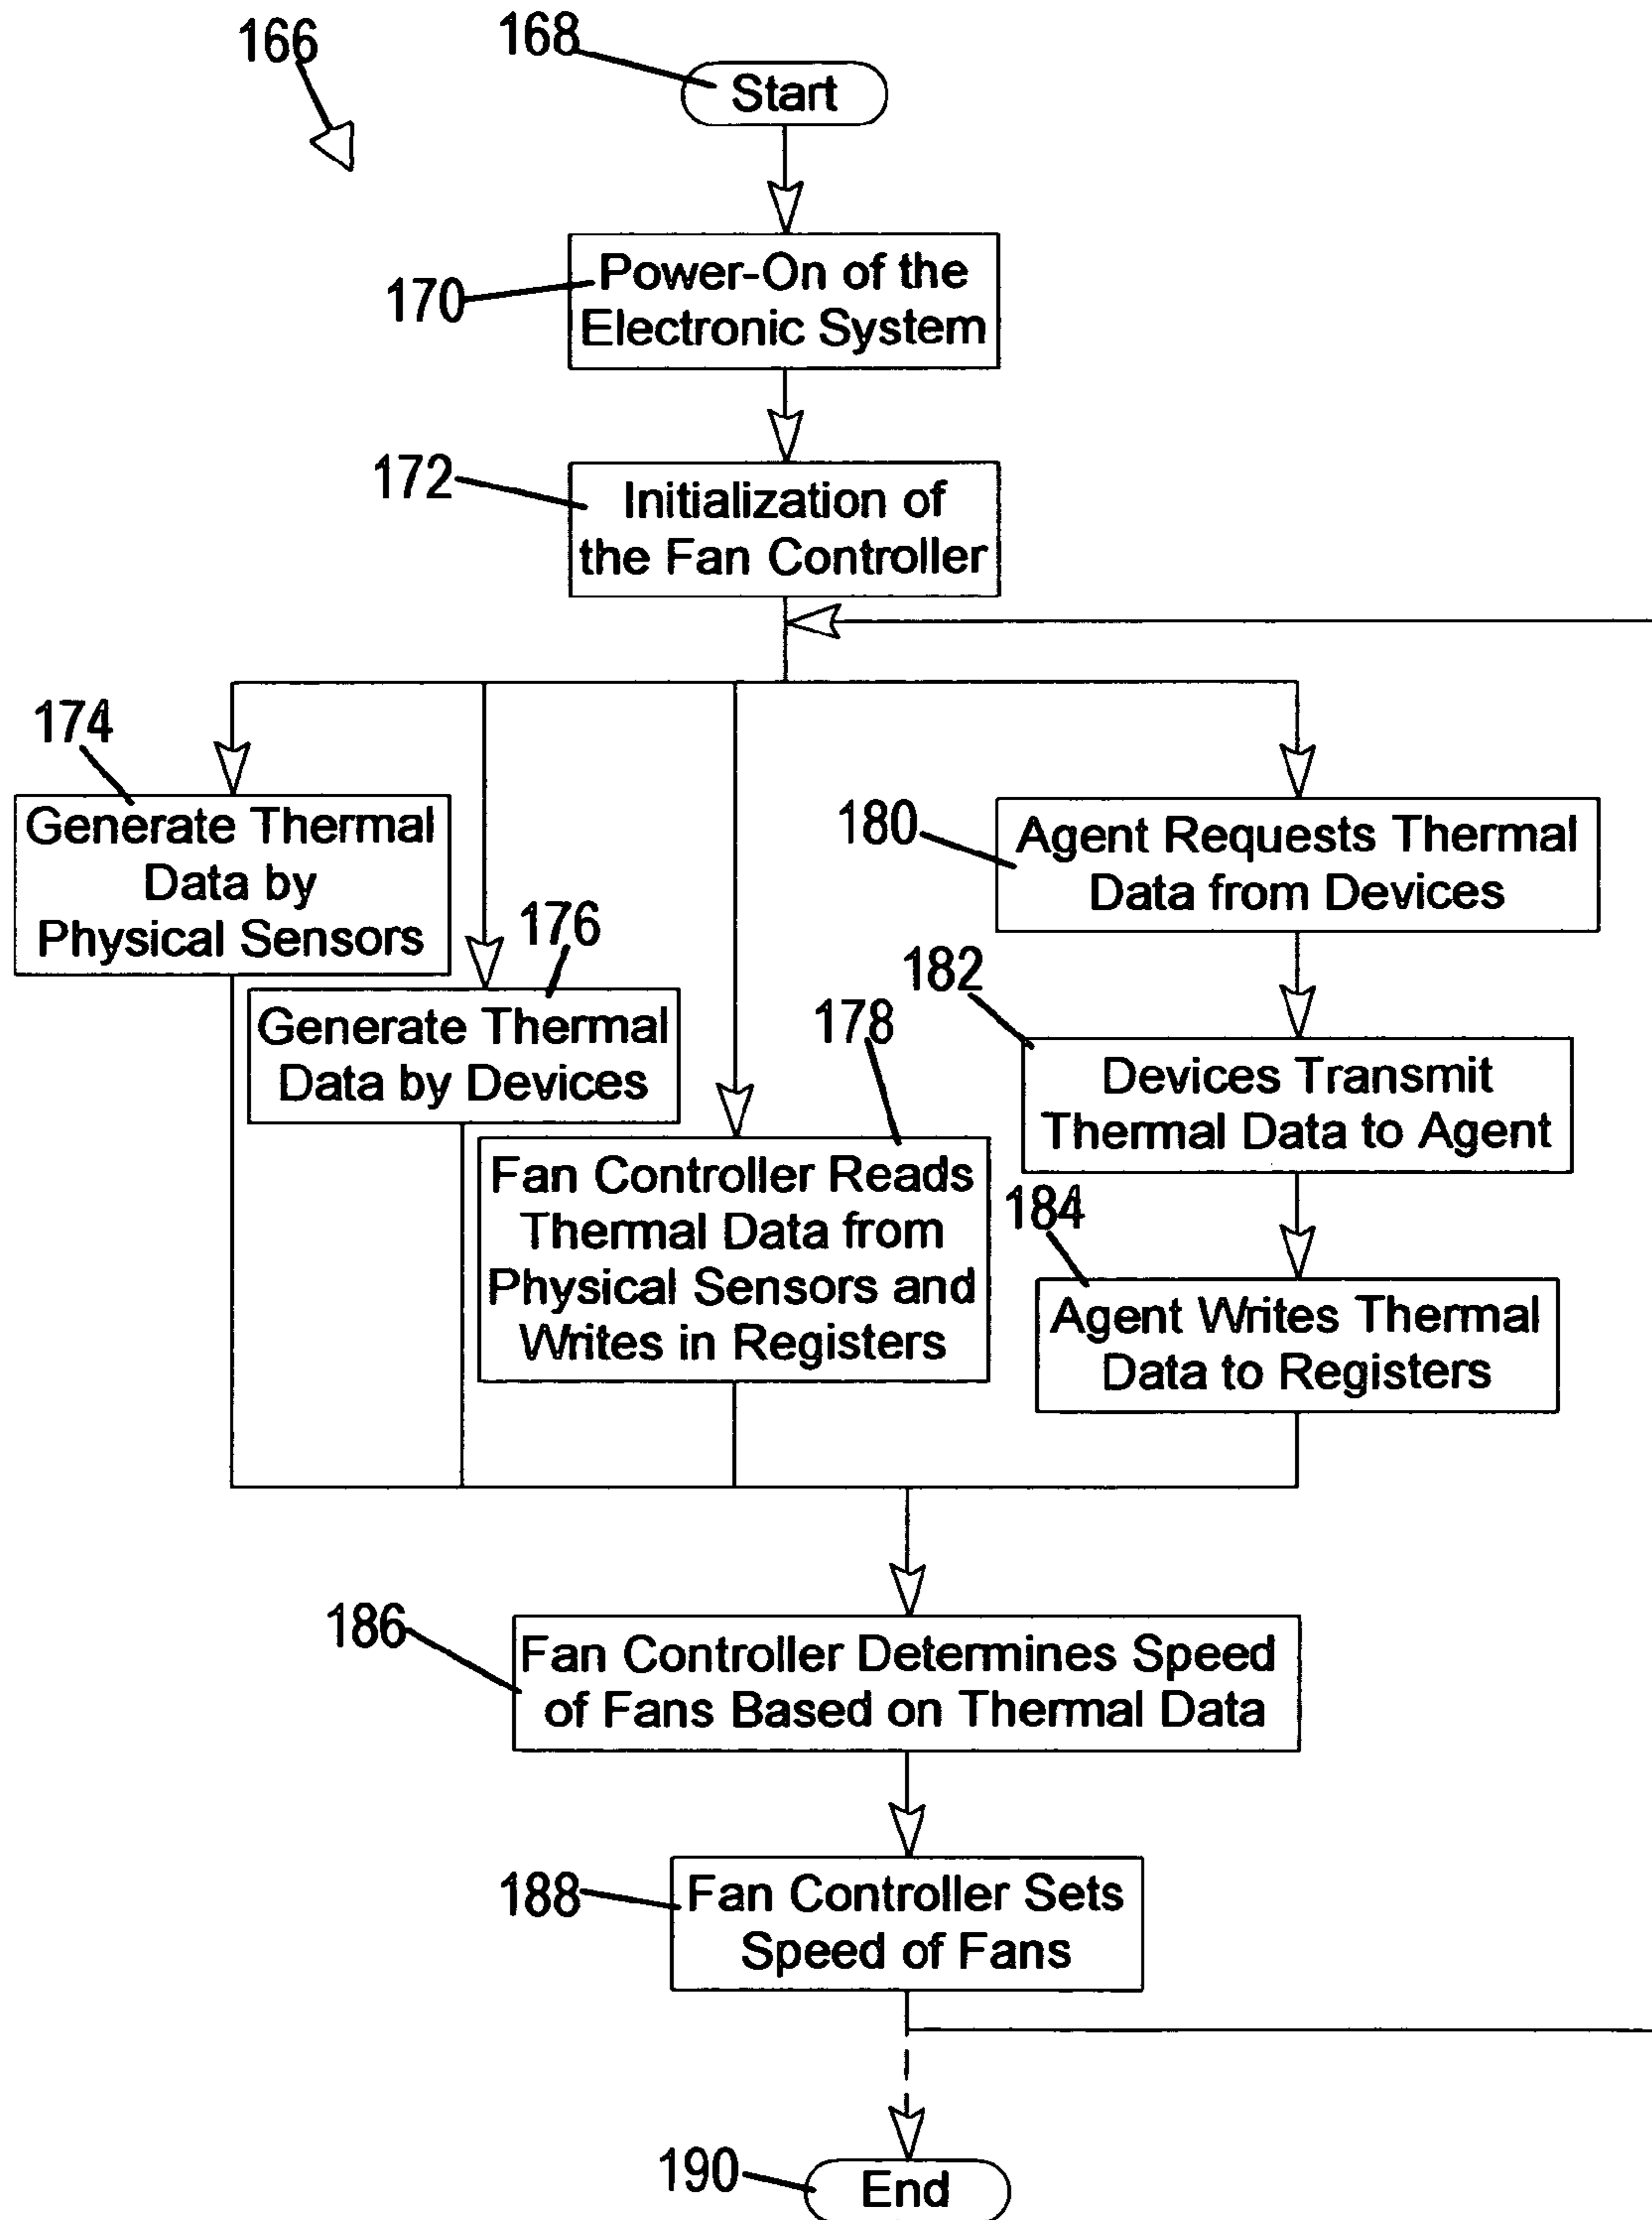 166
168
Start
170
Power-On of the
Electronic System
172
Initialization of
the Fan Controller
174
Generate Thermal
Data by
Physical Sensors
176
Generate Thermal
Data by Devices
178
Fan Controller Reads
Thermal Data from
Physical Sensors and
Writes in Registers
180
Agent Requests Thermal
Data from Devices
182
Devices Transmit
Thermal Data to Agent
184
Agent Writes Thermal
Data to Registers
186
Fan Controller Determines Speed
of Fans Based on Thermal Data
188
Fan Controller Sets
Speed of Fans
190
End